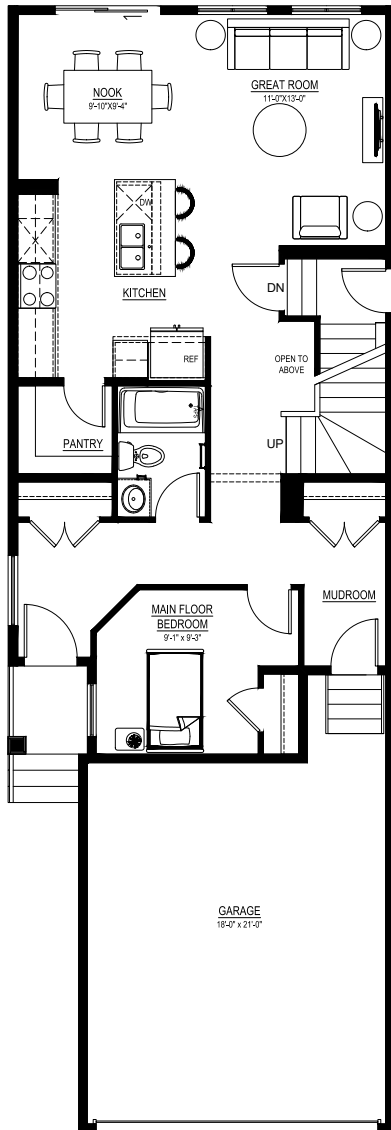 GREAT ROOM
11'-0"X13'-0"
NOOK
9'-10"X9'-4"
DW
KITCHEN
DN
REF
OPEN TO
ABOVE
PANTRY
UP
MUDROOM
MAIN FLOOR
BEDROOM
9'-1" x 9'-3"
GARAGE
18'-0" x 21'-0"